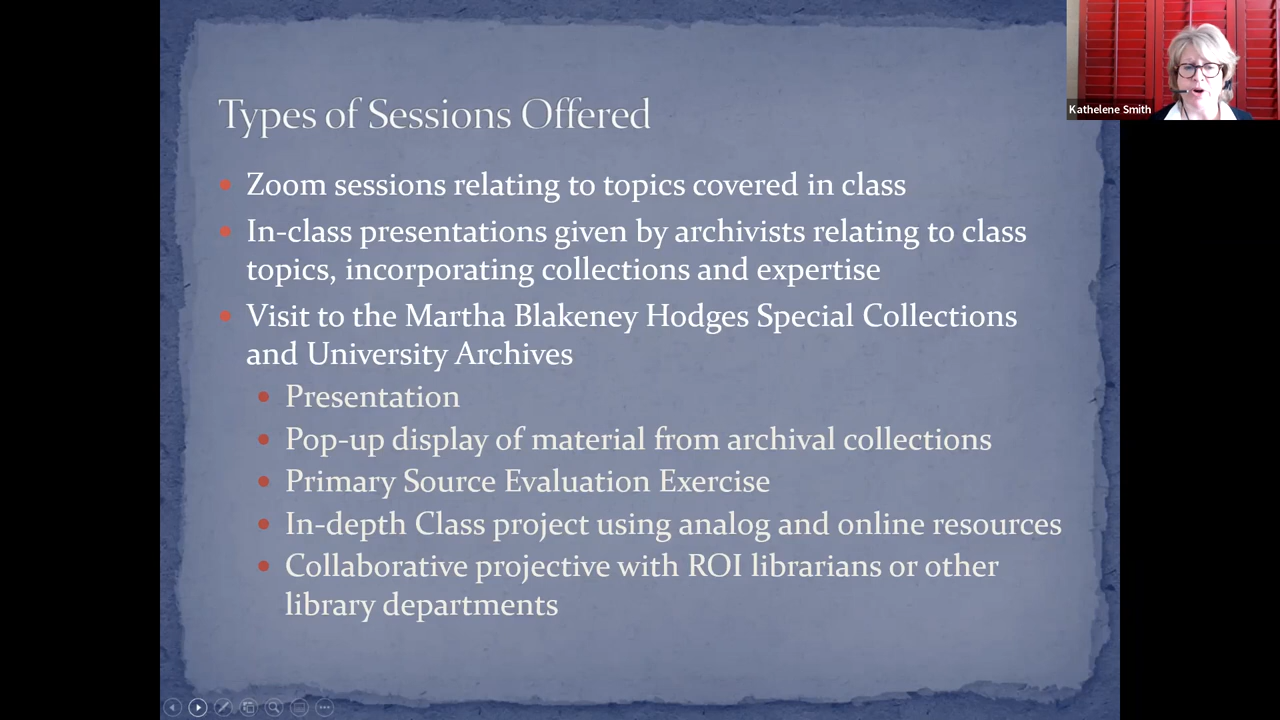 Types of Sessions Offered
Kathelene Smith
Zoom sessions relating to topics covered in class
In-class presentations given by archivists relating to class
topics, incorporating collections and expertise
Visit to the Martha Blakeney Hodges Special Collections
and University Archives
Presentation
Pop-up display of material from archival collections
Primary Source Evaluation Exercise
In-depth Class project using analog and online resources
Collaborative projective with ROI librarians or other
library departments